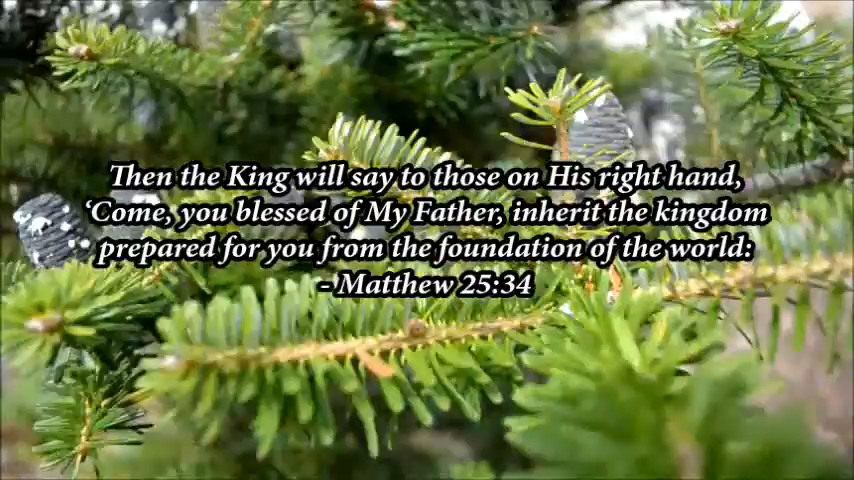 Then the King will say to those on His right hand,
‘Come, you blessed of My Father, inherit the kingdom
prepared for you from the foundation of the world:
- Matthew 25:34